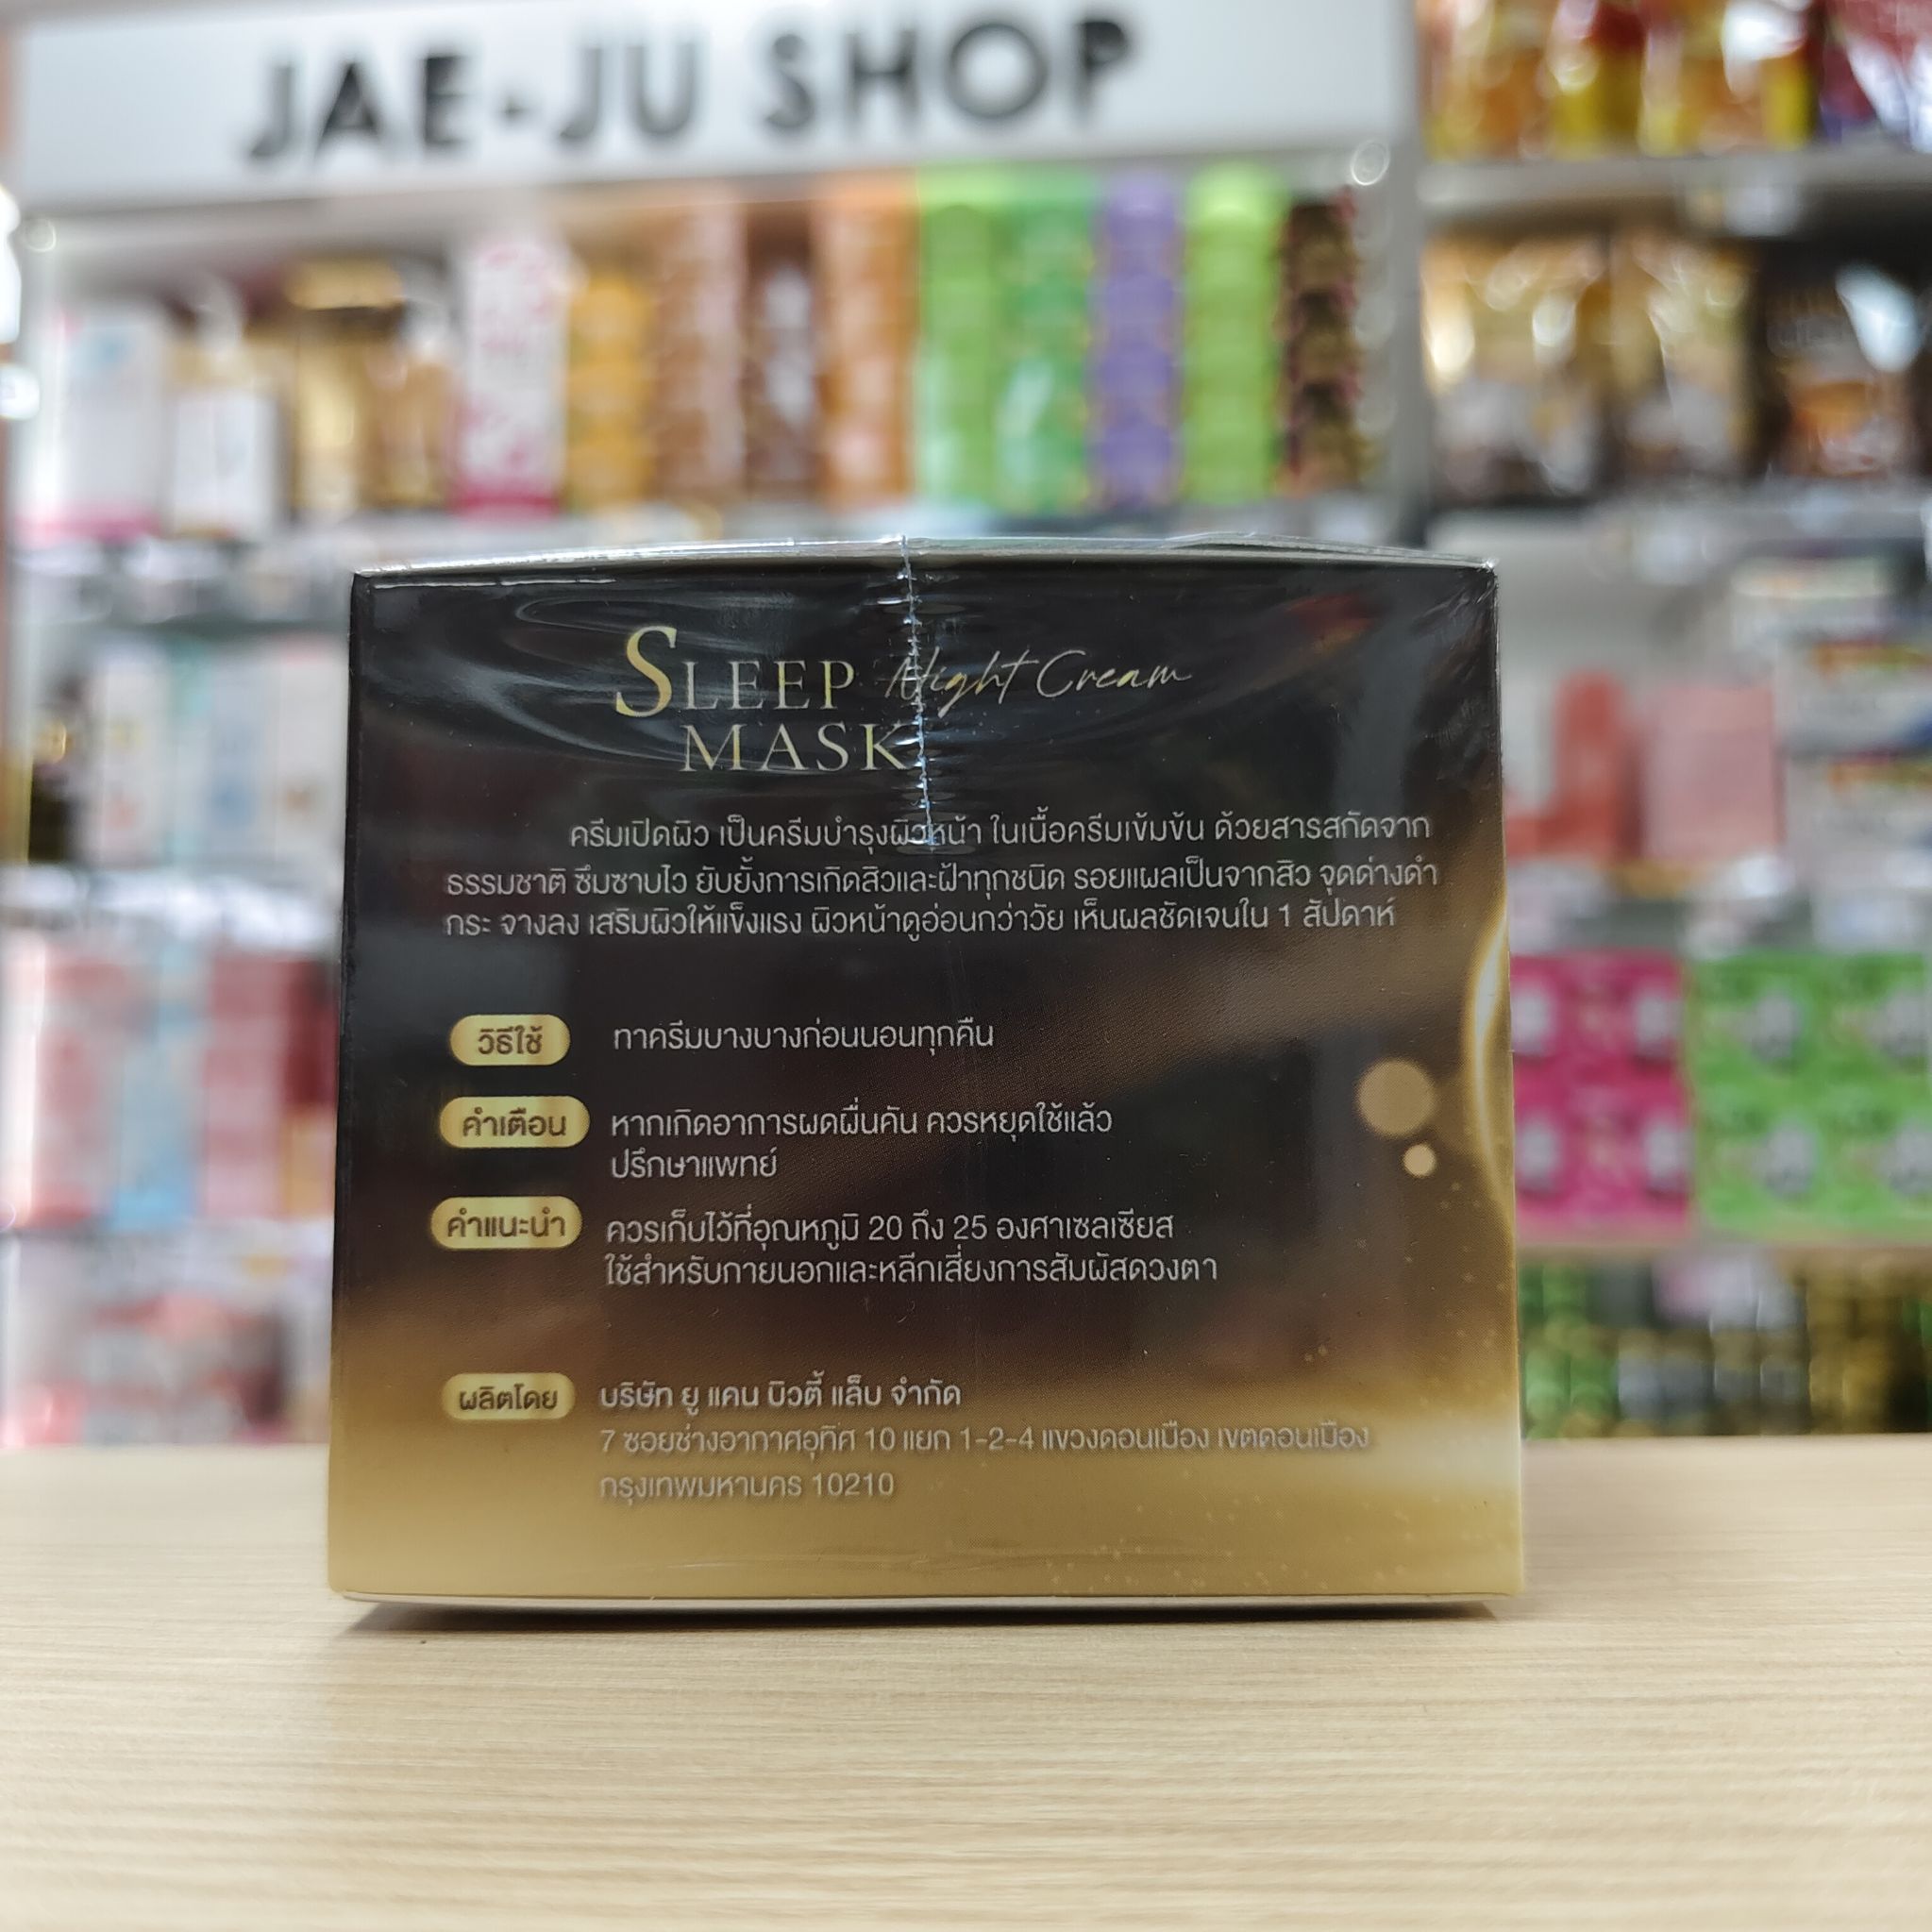 JAE-JU SHOP
SLEEP Night Cream
MASK
ครีมเปิดผิว เป็นครีมบำรุงผิวหน้า ในเนื้อครีมเข้มข้น ด้วยสารสกัดจาก
ธรรมชาติ ซึมซาบไว ยับยั้งการเกิดสิวและฝ้าทุกชนิด รอยแผลเป็นจากสิว จุดด่างดำ
กระ จางลง เสริมผิวให้แข็งแรง ผิวหน้าดูอ่อนกว่าวัย เห็นผลชัดเจนใน 1 สัปดาห์
วิธีใช้ ทาครีมบางบางก่อนนอนทุกคืน
คำเตือน หากเกิดอาการผดผื่นคัน ควรหยุดใช้แล้ว
ปรึกษาแพทย์
คำแนะนำ ควรเก็บไว้ที่อุณหภูมิ 20 ถึง 25 องศาเซลเซียส
ใช้สำหรับภายนอกและหลีกเสี่ยงการสัมผัสดวงตา
ผลิตโดย บริษัท ยู แคน บิวตี้ แล็บ จำกัด
7 ซอยช่างอากาศอุทิศ 10 แยก 1-2-4 แขวงดอนเมือง เขตดอนเมือง
กรุงเทพมหานคร 10210